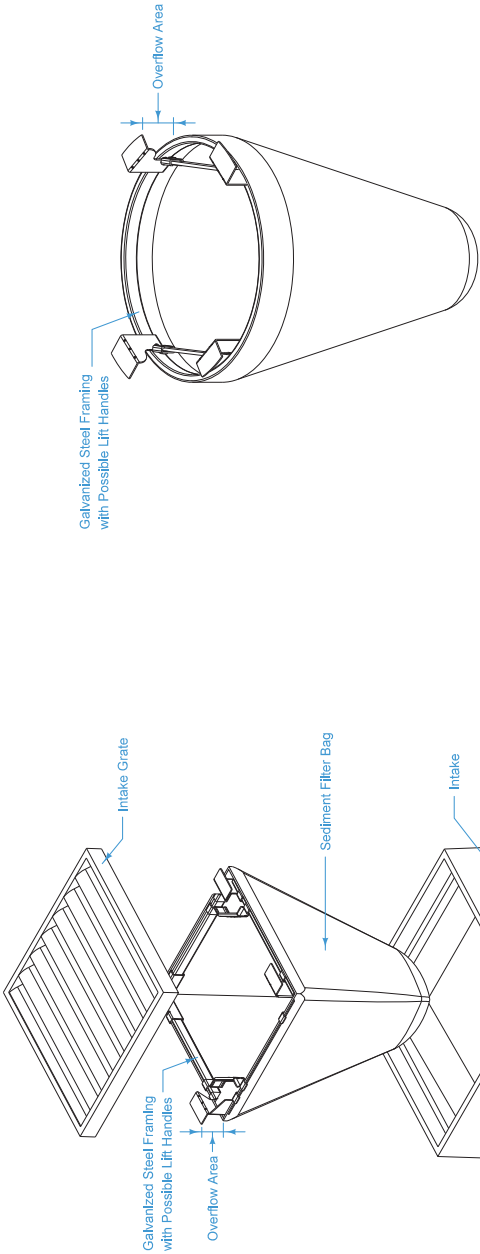 Overflow Area
Galvanized Steel Framing
with Possible Lift Handles
Intake Grate
Sediment Filter Bag
Intake
Galvanized Steel Framing
with Possible Lift Handles
Overflow Area